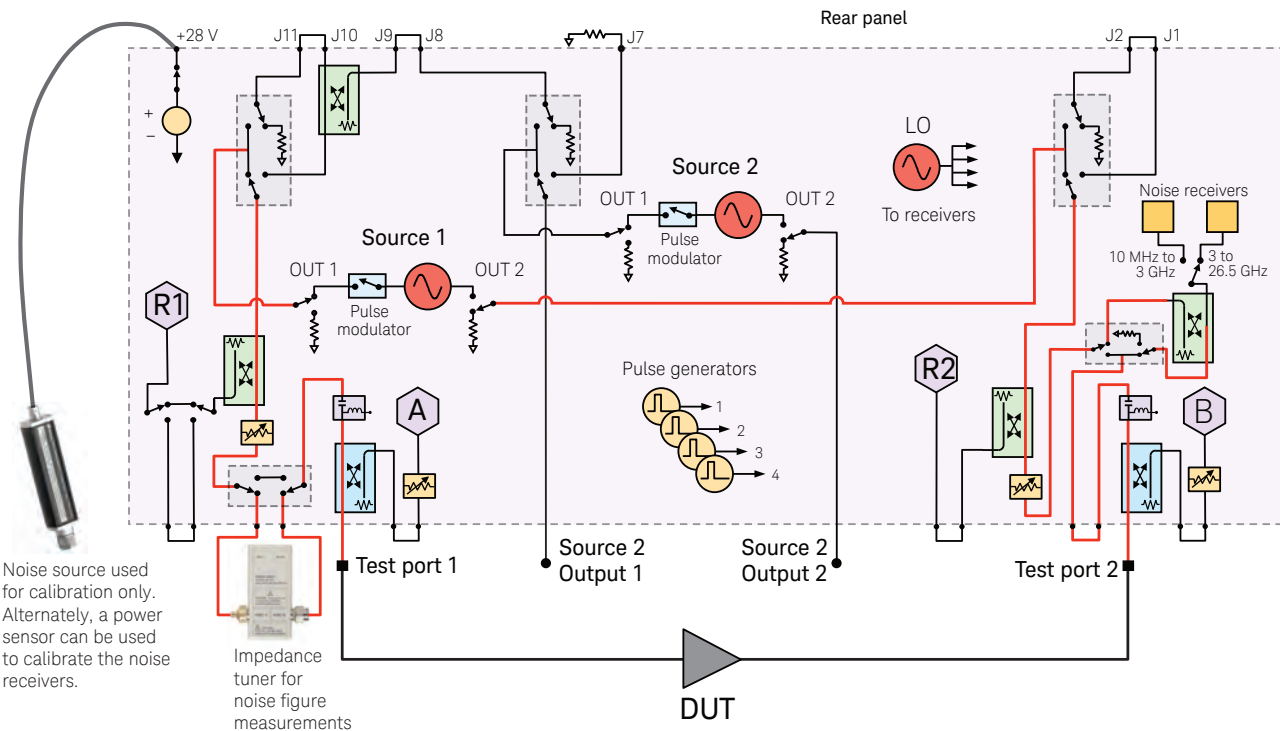 Rear panel
+28 V
J11
J10
J9
J8
J7
J2
J1
+
−
LO
To receivers
Source 2
OUT 1
OUT 2
Pulse
modulator
Noise receivers
10 MHz to
3 GHz
3 to
26.5 GHz
Source 1
OUT 1
OUT 2
Pulse
modulator
R1
A
Pulse generators
1
2
3
4
R2
B
Test port 1
Source 2
Output 1
Source 2
Output 2
Test port 2
Noise source used
for calibration only.
Alternately, a power
sensor can be used
to calibrate the noise
receivers.
Impedance
tuner for
noise figure
measurements
DUT